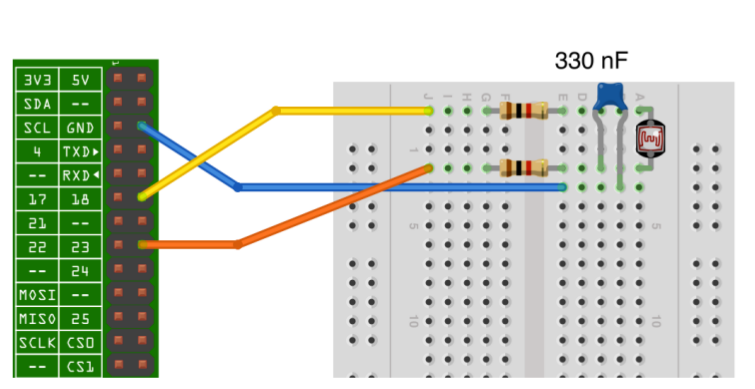 330 nF
3V3 5V
SDA --
SCL GND
4 TXD▸
-- RXD◂
17 18
21 --
22 23
-- 24
MOSI --
MISO 25
SCLK CS0
-- CS1
J I H G F E D A
1
5 5
10 10